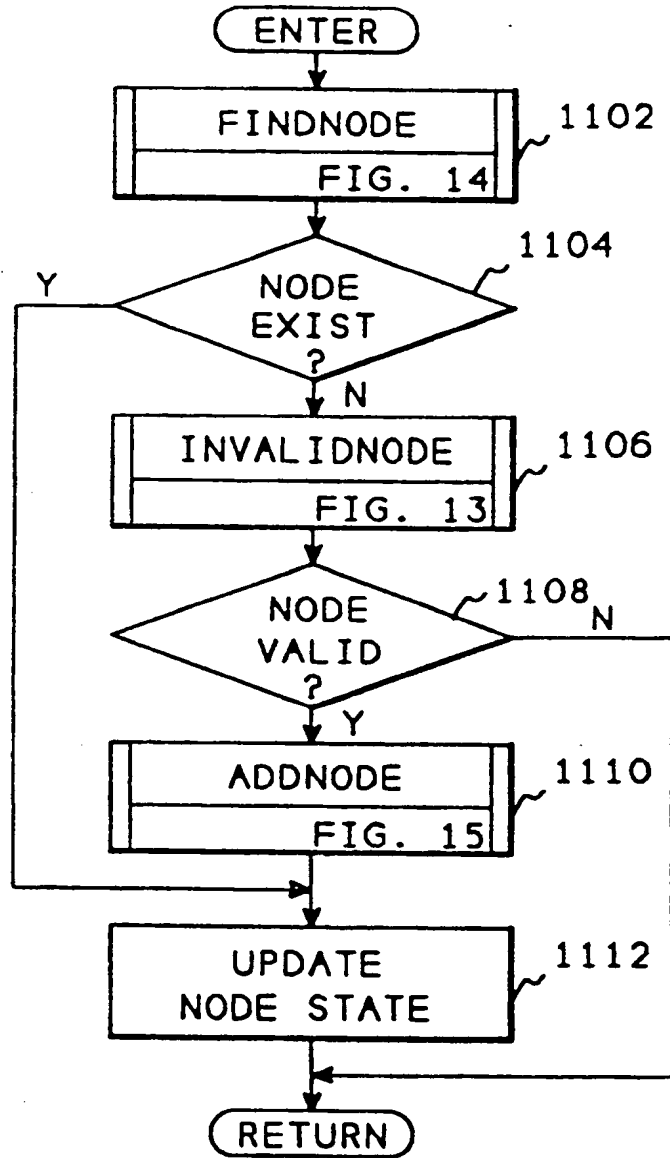 ENTER
FINDNODE
FIG. 14
1102
1104
Y
NODE
EXIST
?
N
INVALIDNODE
FIG. 13
1106
1108
NODE
VALID
?
N
Y
ADDNODE
FIG. 15
1110
UPDATE
NODE STATE
1112
RETURN